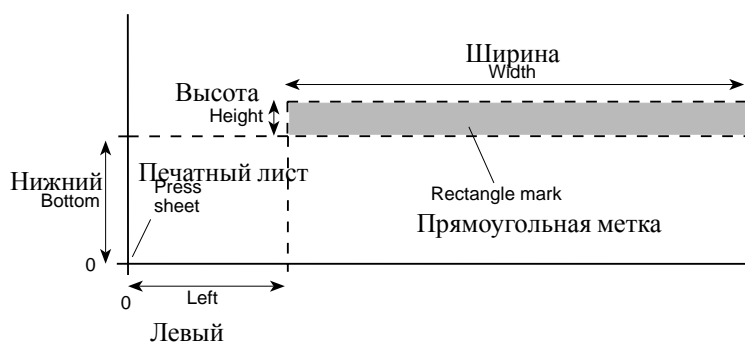 Ширина
Width
Высота
Height
Печатный лист
Press
sheet
Нижний
Bottom
Rectangle mark
Прямоугольная метка
0
0
Left
Левый